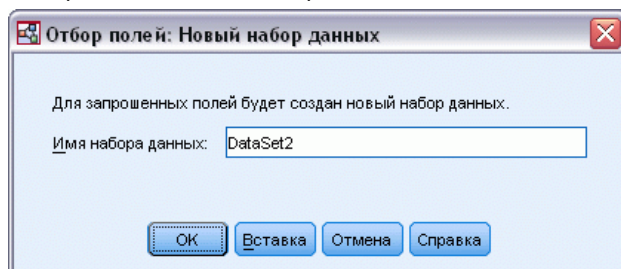 Отбор полей: Новый набор данных
Для запрошенных полей будет создан новый набор данных.
Имя набора данных: DataSet2
ОК Вставка Отмена Справка